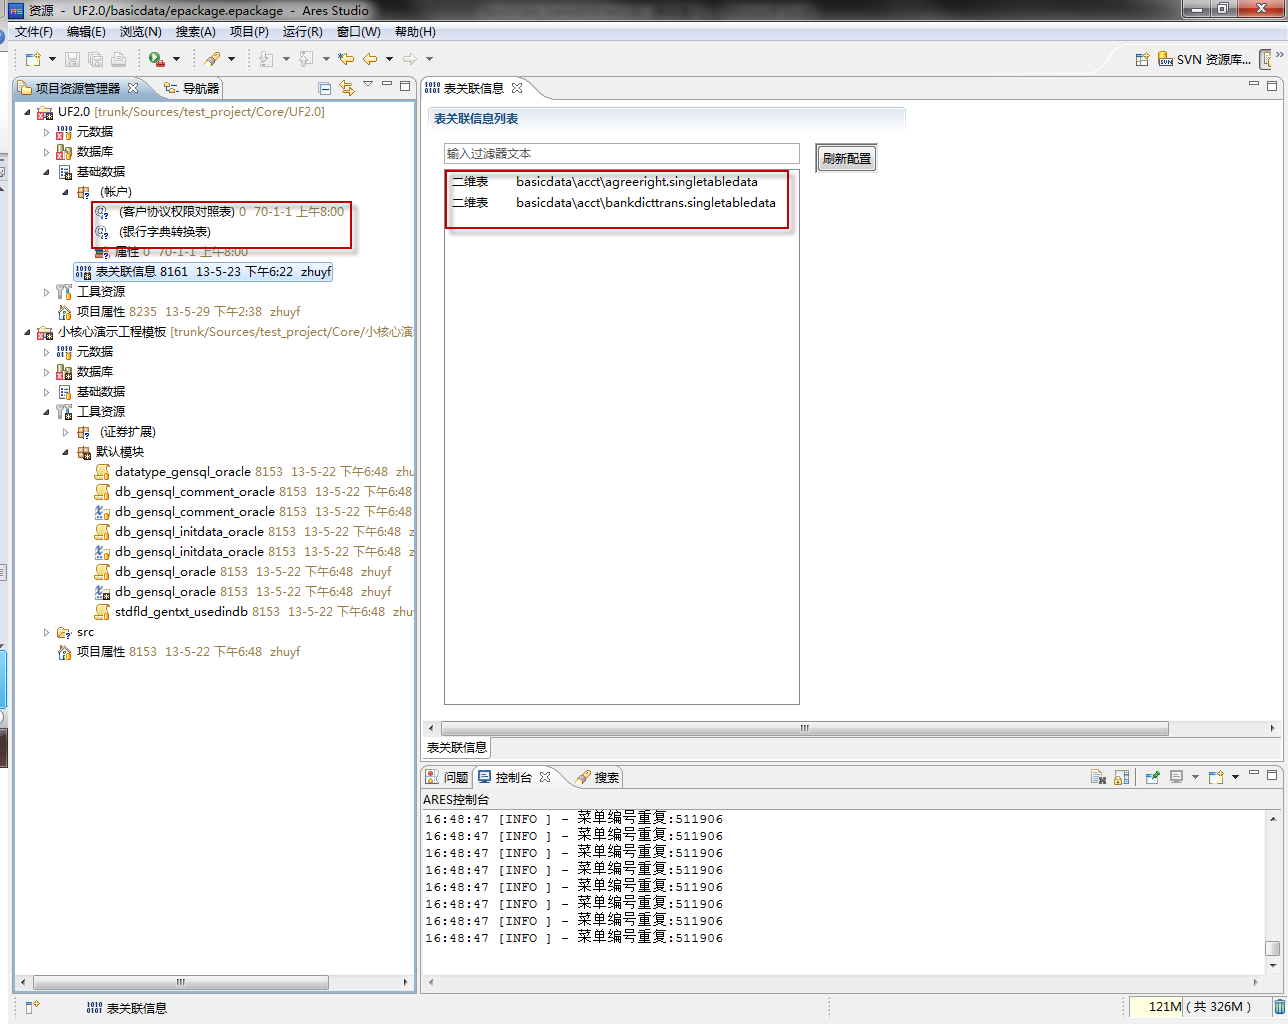 资源 - UF2.0/basicdata/epackage.epackage - Ares Studio
文件(F) 编辑(E) 浏览(N) 搜索(A) 项目(P) 运行(R) 窗口(W) 帮助(H)
SVN 资源库...
项目资源管理器 导航器
UF2.0 [trunk/Sources/test_project/Core/UF2.0]
元数据
数据库
基础数据
(帐户)
(客户协议权限对照表) 0 70-1-1 上午8:00
(银行字典转换表)
属性 0 70-1-1 上午8:00
表关联信息 8161 13-5-23 下午6:22 zhuyf
工具资源
项目属性 8235 13-5-29 下午2:38 zhuyf
小核心演示工程模板 [trunk/Sources/test_project/Core/小核心演
元数据
数据库
基础数据
工具资源
(证券扩展)
默认模块
datatype_gensql_oracle 8153 13-5-22 下午6:48 zhu
db_gensql_comment_oracle 8153 13-5-22 下午6:48
db_gensql_comment_oracle 8153 13-5-22 下午6:48
db_gensql_initdata_oracle 8153 13-5-22 下午6:48 z
db_gensql_initdata_oracle 8153 13-5-22 下午6:48 z
db_gensql_oracle 8153 13-5-22 下午6:48 zhuyf
db_gensql_oracle 8153 13-5-22 下午6:48 zhuyf
stdfld_gentxt_usedindb 8153 13-5-22 下午6:48 zhu
src
项目属性 8153 13-5-22 下午6:48 zhuyf
表关联信息
表关联信息列表
输入过滤器文本
刷新配置
二维表 basicdata\acct\agreeright.singletabledata
二维表 basicdata\acct\bankdicttrans.singletabledata
表关联信息
问题 控制台 搜索
ARES控制台
16:48:47 [INFO ] - 菜单编号重复:511906
16:48:47 [INFO ] - 菜单编号重复:511906
16:48:47 [INFO ] - 菜单编号重复:511906
16:48:47 [INFO ] - 菜单编号重复:511906
16:48:47 [INFO ] - 菜单编号重复:511906
16:48:47 [INFO ] - 菜单编号重复:511906
16:48:47 [INFO ] - 菜单编号重复:511906
16:48:47 [INFO ] - 菜单编号重复:511906
表关联信息
121M ( 共 326M )